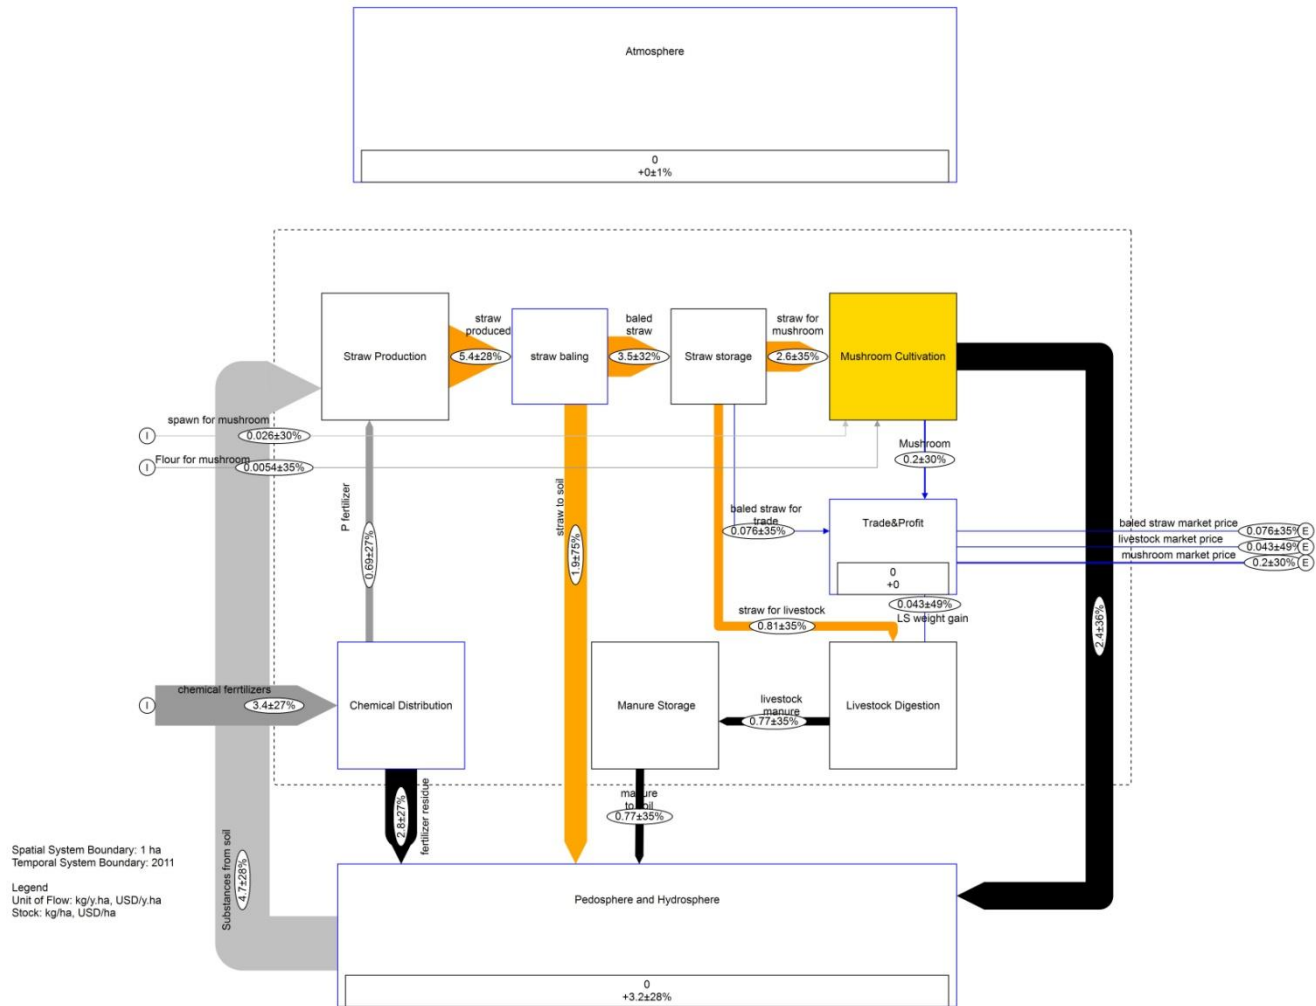 Atmosphere
0
+0±1%
Straw Production
straw
produced
5.4±28%
straw baling
baled
straw
3.5±32%
Straw storage
straw for
mushroom
2.6±35%
Mushroom Cultivation
spawn for mushroom
I
0.026±30%
Flour for mushroom
I
0.0054±35%
Mushroom
0.2±30%
P fertilizer
0.69±27%
straw to soil
1.9±75%
baled straw for
trade
0.076±35%
Trade&Profit
0
+0
baled straw market price
0.076±35%
E
livestock market price
0.043±49%
E
mushroom market price
0.2±30%
E
0.043±49%
LS weight gain
straw for livestock
0.81±35%
2.4±36%
chemical ferrtilizers
I
3.4±27%
Chemical Distribution
Manure Storage
livestock
manure
0.77±35%
Livestock Digestion
2.8±27%
fertilizer residue
manure
to soil
0.77±35%
Substances from soil
4.7±28%
Spatial System Boundary: 1 ha
Temporal System Boundary: 2011
Legend
Unit of Flow: kg/y.ha, USD/y.ha
Stock: kg/ha, USD/ha
Pedosphere and Hydrosphere
0
+3.2±28%